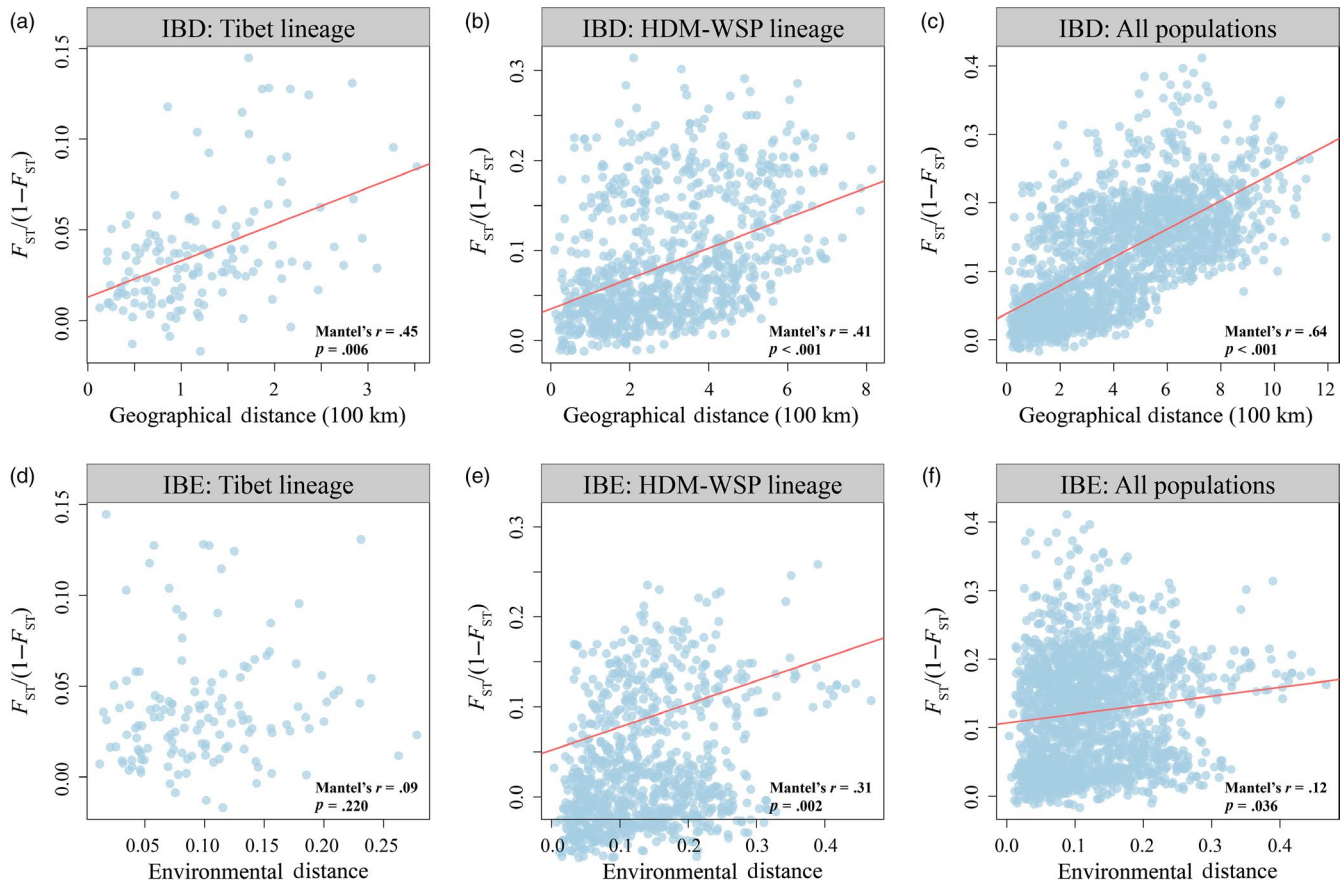 (a) IBD: Tibet lineage
0.15
0.10
0.05
0.00
FST/(1−FST)
0 1 2 3
Geographical distance (100 km)
Mantel's r = .45
p = .006
(b) IBD: HDM-WSP lineage
0.3
0.2
0.1
0.0
FST/(1−FST)
0 2 4 6 8
Geographical distance (100 km)
Mantel's r = .41
p < .001
(c) IBD: All populations
0.4
0.3
0.2
0.1
0.0
FST/(1−FST)
0 2 4 6 8 10 12
Geographical distance (100 km)
Mantel's r = .64
p < .001
(d) IBE: Tibet lineage
0.15
0.10
0.05
0.00
FST/(1−FST)
0.05 0.10 0.15 0.20 0.25
Environmental distance
Mantel's r = .09
p = .220
(e) IBE: HDM-WSP lineage
0.3
0.2
0.1
0.0
FST/(1−FST)
0.0 0.1 0.2 0.3 0.4
Environmental distance
Mantel's r = .31
p = .002
(f) IBE: All populations
0.4
0.3
0.2
0.1
0.0
FST/(1−FST)
0.0 0.1 0.2 0.3 0.4
Environmental distance
Mantel's r = .12
p = .036